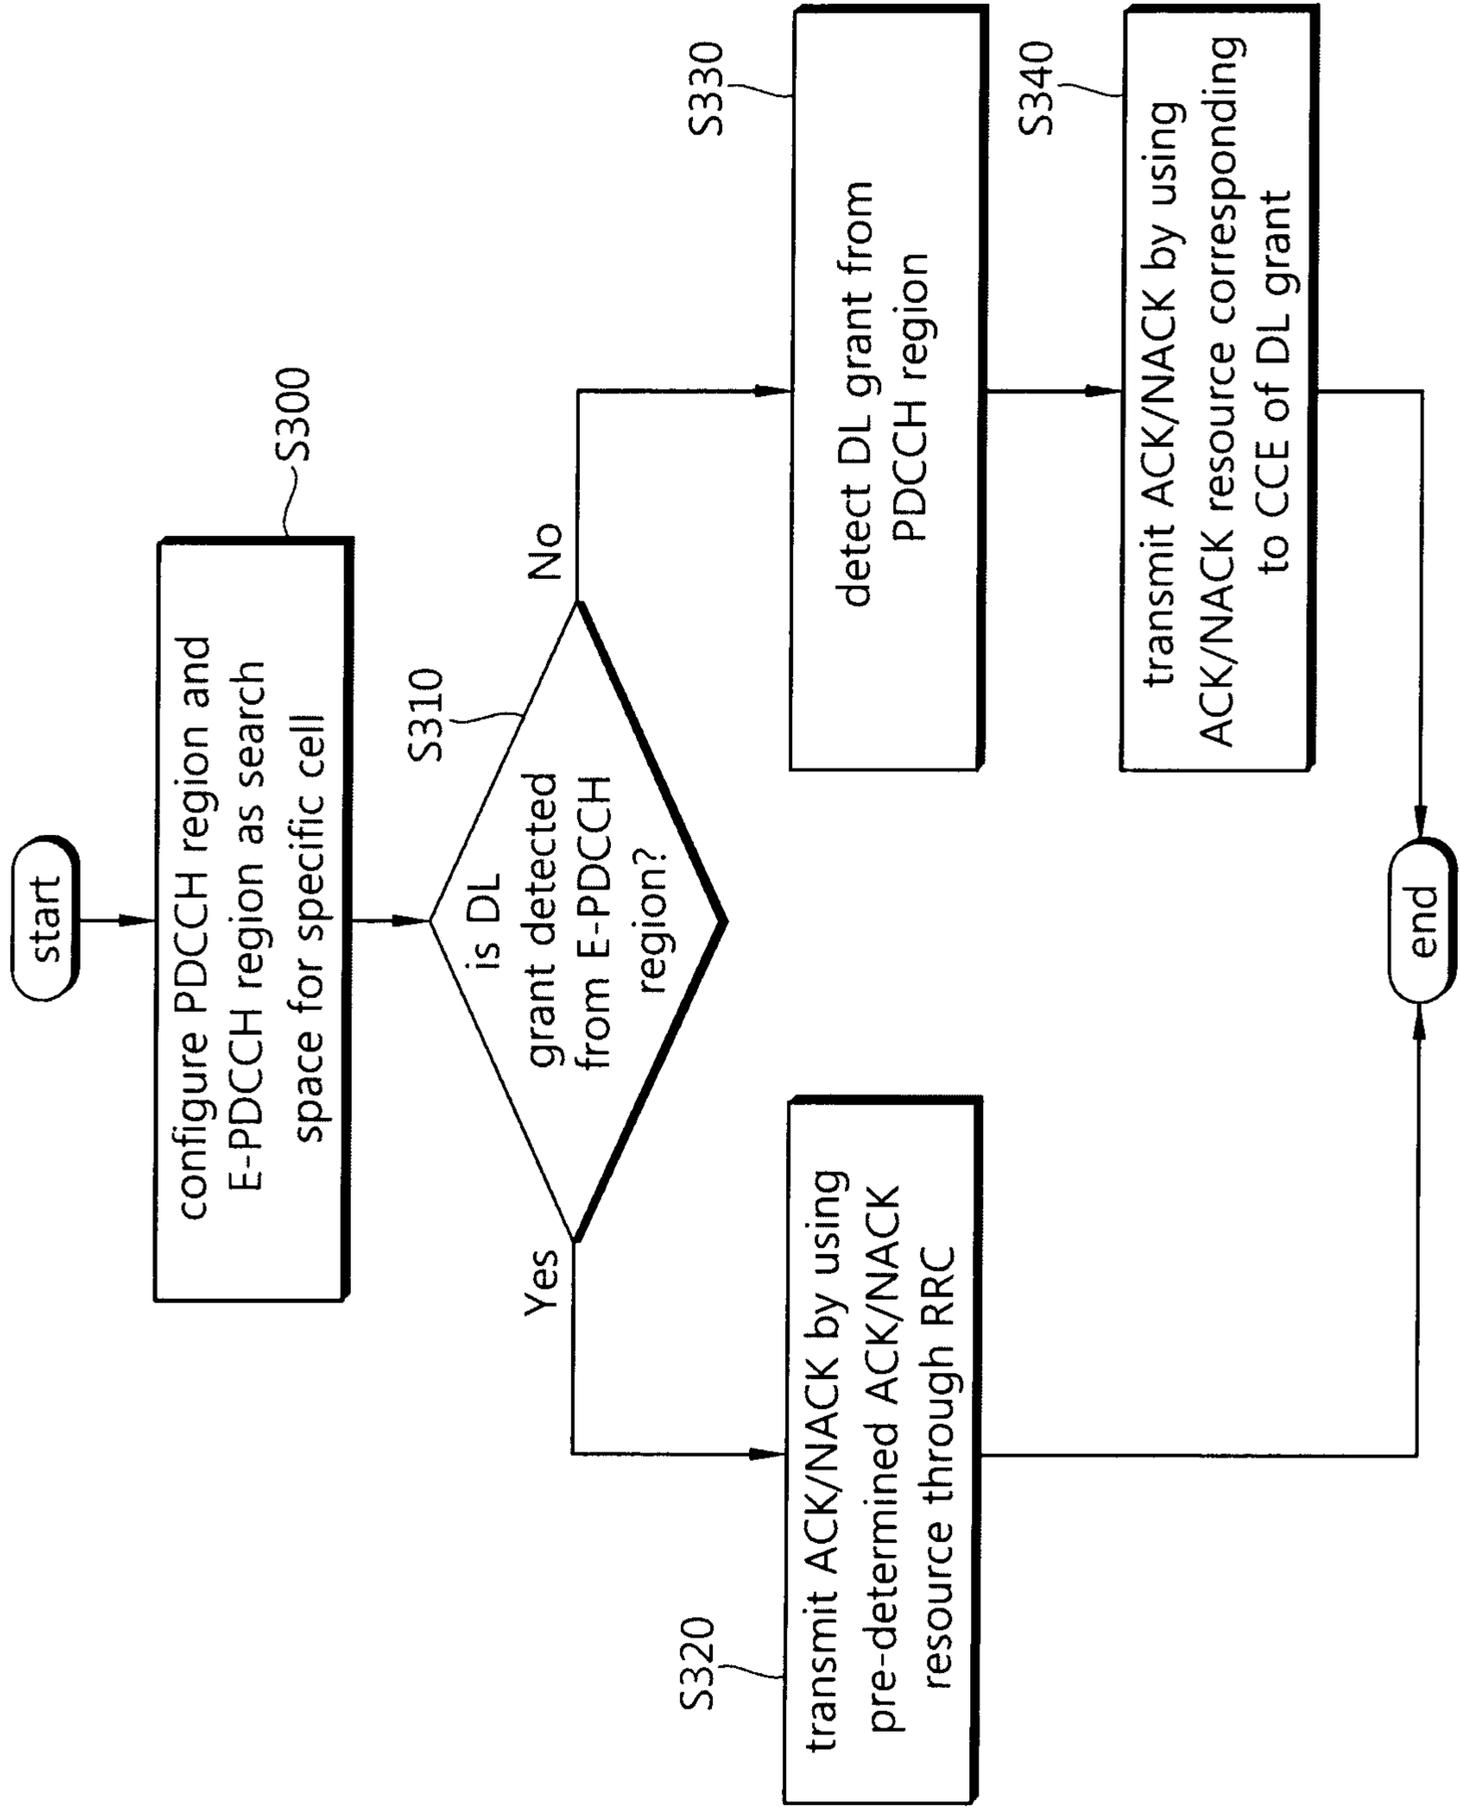 start
S300
configure PDCCH region and
E-PDCCH region as search
space for specific cell
S310
is DL
grant detected
from E-PDCCH
region?
Yes
No
S320
transmit ACK/NACK by using
pre-determined ACK/NACK
resource through RRC
S330
detect DL grant from
PDCCH region
S340
transmit ACK/NACK by using
ACK/NACK resource corresponding
to CCE of DL grant
end